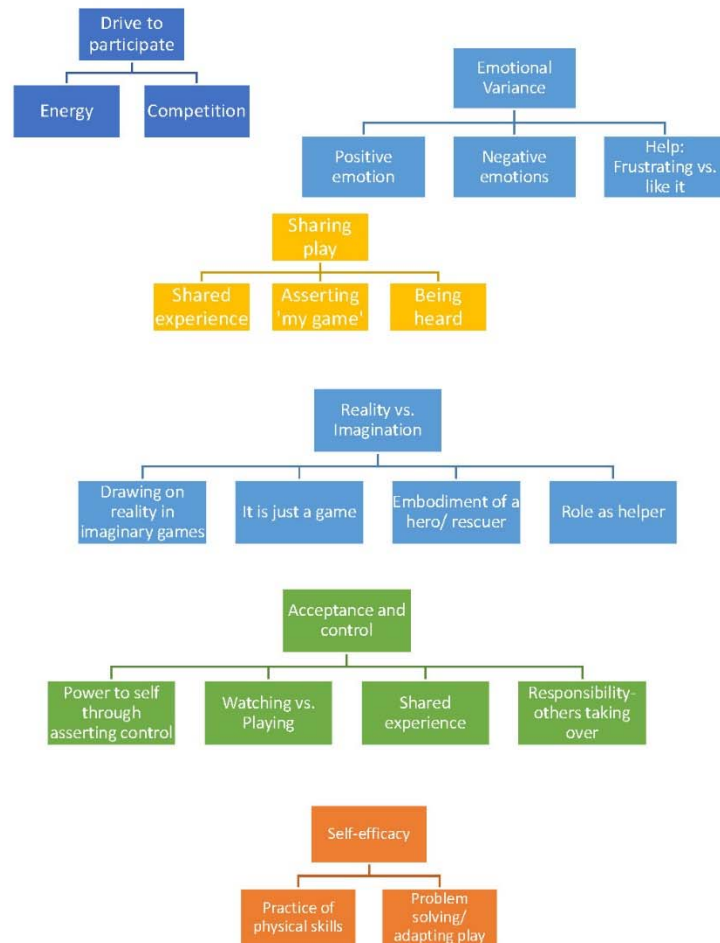 Drive to
participate
Energy
Competition
Emotional
Variance
Positive
emotion
Negative
emotions
Help:
Frustrating vs.
like it
Sharing
play
Shared
experience
Asserting
'my game'
Being
heard
Reality vs.
Imagination
Drawing on
reality in
imaginary games
It is just a game
Embodiment of a
hero/ rescuer
Role as helper
Acceptance and
control
Power to self
through
asserting control
Watching vs.
Playing
Shared
experience
Responsibility-
others taking
over
Self-efficacy
Practice of
physical skills
Problem
solving/
adapting play